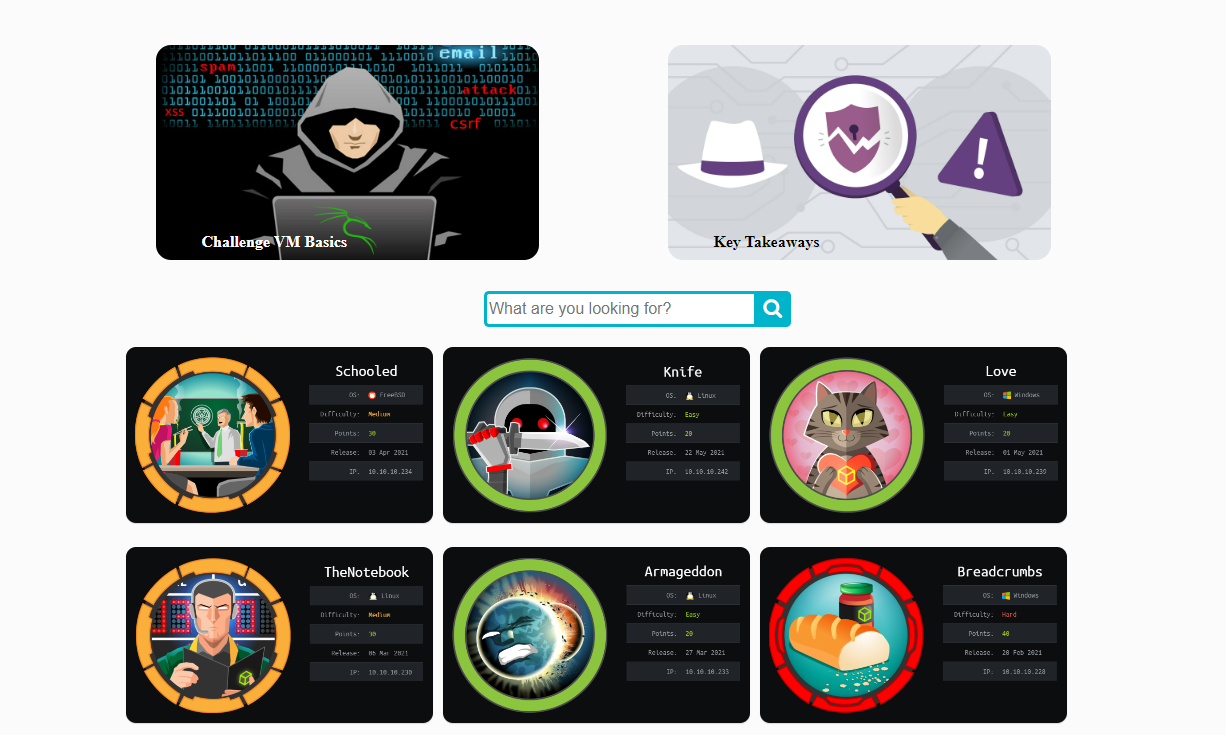 email
spam
attack
xss
csrf
Challenge VM Basics
Key Takeaways
What are you looking for?
Schooled
OS: FreeBSD
Difficulty: Medium
Points: 30
Release: 03 Apr 2021
IP: 10.10.10.234
Knife
OS: Linux
Difficulty: Easy
Points: 20
Release: 22 May 2021
IP: 10.10.10.242
Love
OS: Windows
Difficulty: Easy
Points: 20
Release: 01 May 2021
IP: 10.10.10.239
TheNotebook
OS: Linux
Difficulty: Medium
Points: 30
Release: 06 Mar 2021
IP: 10.10.10.230
Armageddon
OS: Linux
Difficulty: Easy
Points: 20
Release: 27 Mar 2021
IP: 10.10.10.233
Breadcrumbs
OS: Windows
Difficulty: Hard
Points: 40
Release: 20 Feb 2021
IP: 10.10.10.228